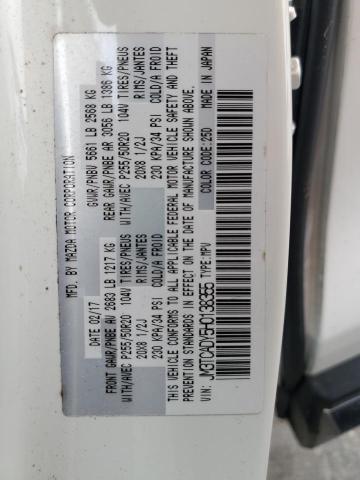 MFD. BY MAZDA MOTOR CORPORATION
DATE: 02/17 GVWR/PNBV 5661 LB 2568 KG
FRONT GAWR/PNBE AV 2683 LB 1217 KG REAR GAWR/PNBE AR 3056 LB 1386 KG
WITH/AVEC P255/50R20 104V TIRES/PNEUS WITH/AVEC P255/50R20 104V TIRES/PNEUS
20X8 1/2J RIMS/JANTES 20X8 1/2J RIMS/JANTES
230 KPA/34 PSI COLD/A FROID 230 KPA/34 PSI COLD/A FROID
THIS VEHICLE CONFORMS TO ALL APPLICABLE FEDERAL MOTOR VEHICLE SAFETY AND THEFT
PREVENTION STANDARDS IN EFFECT ON THE DATE OF MANUFACTURE SHOWN ABOVE.
VIN: JM3TCADY5H0138355 TYPE: MPV COLOR CODE: 25D MADE IN JAPAN